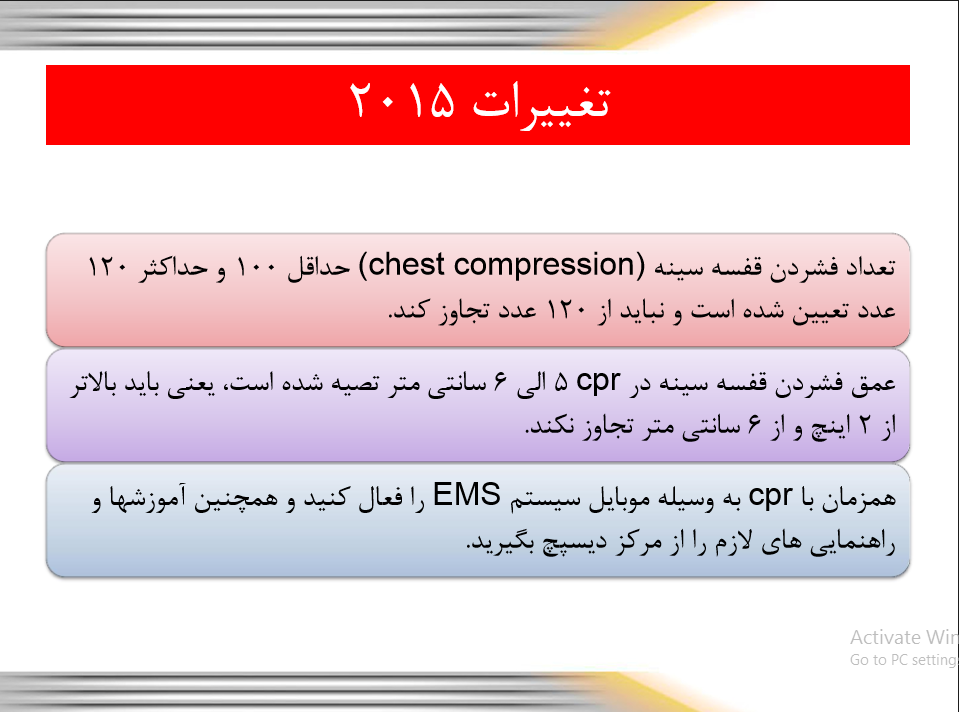 تغییرات ۲۰۱۵
تعداد فشردن قفسه سینه (chest compression) حداقل ۱۰۰ و حداکثر ۱۲۰
عدد تعیین شده است و نباید از ۱۲۰ عدد تجاوز کند.
عمق فشردن قفسه سینه در cpr ۵ الی ۶ سانتی متر تصیه شده است، یعنی باید بالاتر
از ۲ اینچ و از ۶ سانتی متر تجاوز نکند.
همزمان با cpr به وسیله موبایل سیستم EMS را فعال کنید و همچنین آموزشها و
راهنمایی های لازم را از مرکز دیسپچ بگیرید.
Activate Win
Go to PC setting